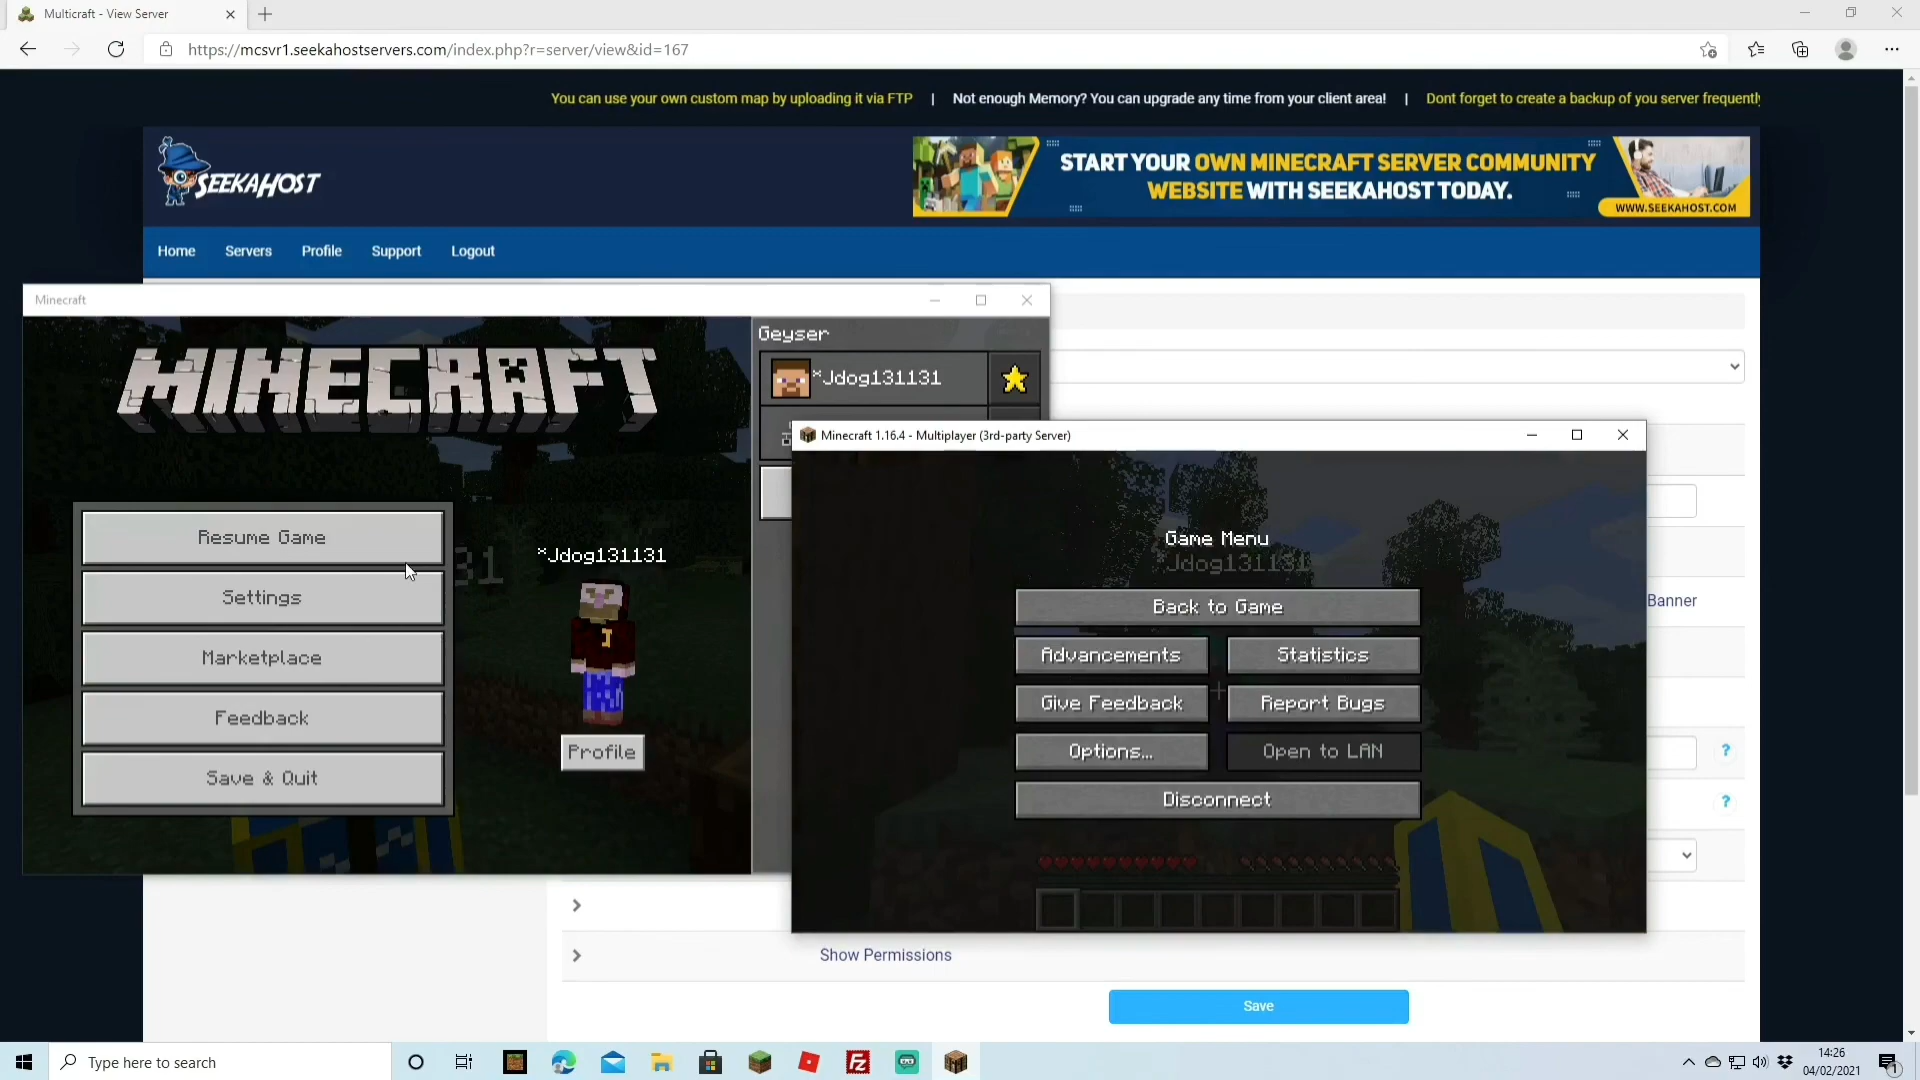 Multicraft - View Server
https://mcsvr1.seekahostservers.com/index.php?r=server/view&id=167
You can use your own custom map by uploading it via FTP | Not enough Memory? You can upgrade any time from your client area! | Dont forget to create a backup of you server frequently
SEEKAHOST
START YOUR OWN MINECRAFT SERVER COMMUNITY
WEBSITE WITH SEEKAHOST TODAY.
WWW.SEEKAHOST.COM
Home Servers Profile Support Logout
Minecraft
MINECRAFT
Geyser
*Jdog131131
Resume Game
Settings
Marketplace
Feedback
Save & Quit
*Jdog131131
Profile
Minecraft 1.16.4 - Multiplayer (3rd-party Server)
Game Menu
Jdog131131
Back to Game
Advancements Statistics
Give Feedback Report Bugs
Options... Open to LAN
Disconnect
Banner
?
?
Show Permissions
Save
Type here to search
14:26
04/02/2021